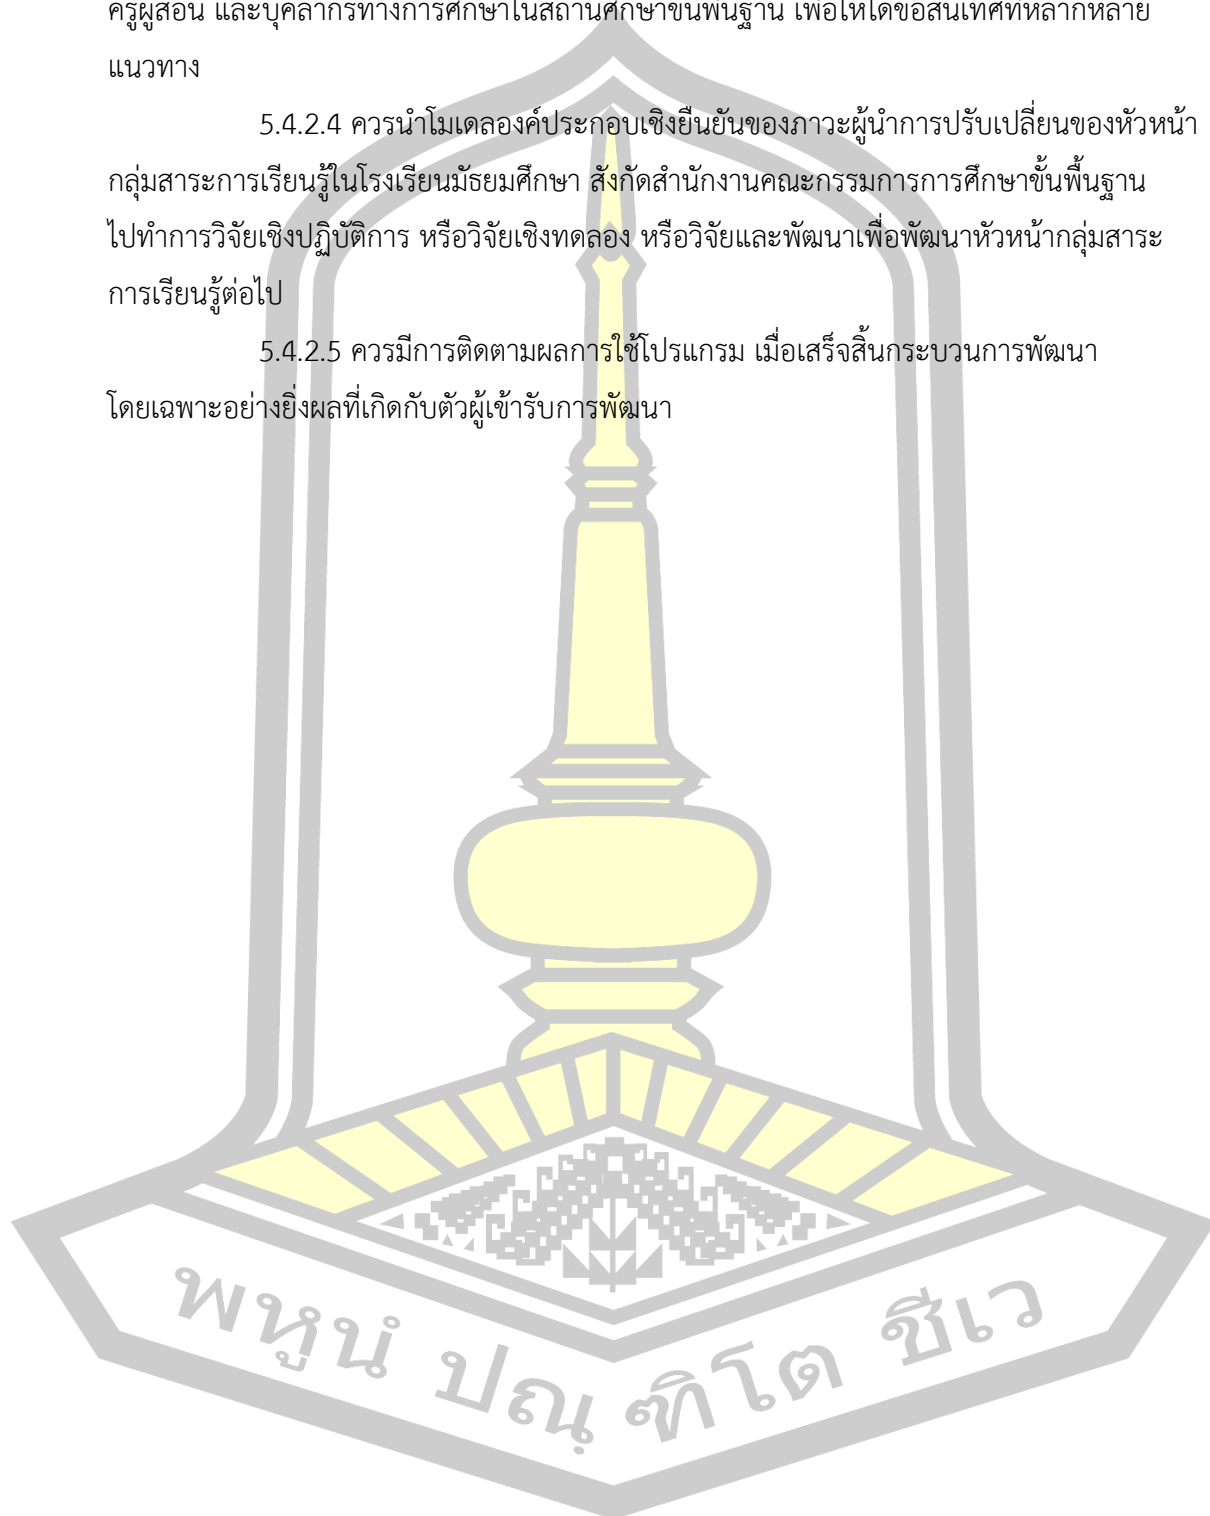 ครูผู้สอน และบุคลากรทางการศึกษาในสถานศึกษาขั้นพื้นฐาน เพื่อให้ได้ข้อสนเทศที่หลากหลาย
แนวทาง
5.4.2.4 ควรนำโมเดลองค์ประกอบเชิงยืนยันของภาวะผู้นำการปรับเปลี่ยนของหัวหน้า
กลุ่มสาระการเรียนรู้ในโรงเรียนมัธยมศึกษา สังกัดสำนักงานคณะกรรมการการศึกษาขั้นพื้นฐาน
ไปทำการวิจัยเชิงปฏิบัติการ หรือวิจัยเชิงทดลอง หรือวิจัยและพัฒนาเพื่อพัฒนาหัวหน้ากลุ่มสาระ
การเรียนรู้ต่อไป
5.4.2.5 ควรมีการติดตามผลการใช้โปรแกรม เมื่อเสร็จสิ้นกระบวนการพัฒนา
โดยเฉพาะอย่างยิ่งผลที่เกิดกับตัวผู้เข้ารับการพัฒนา
พหูนํ ปณฺฑิโต ชีเว